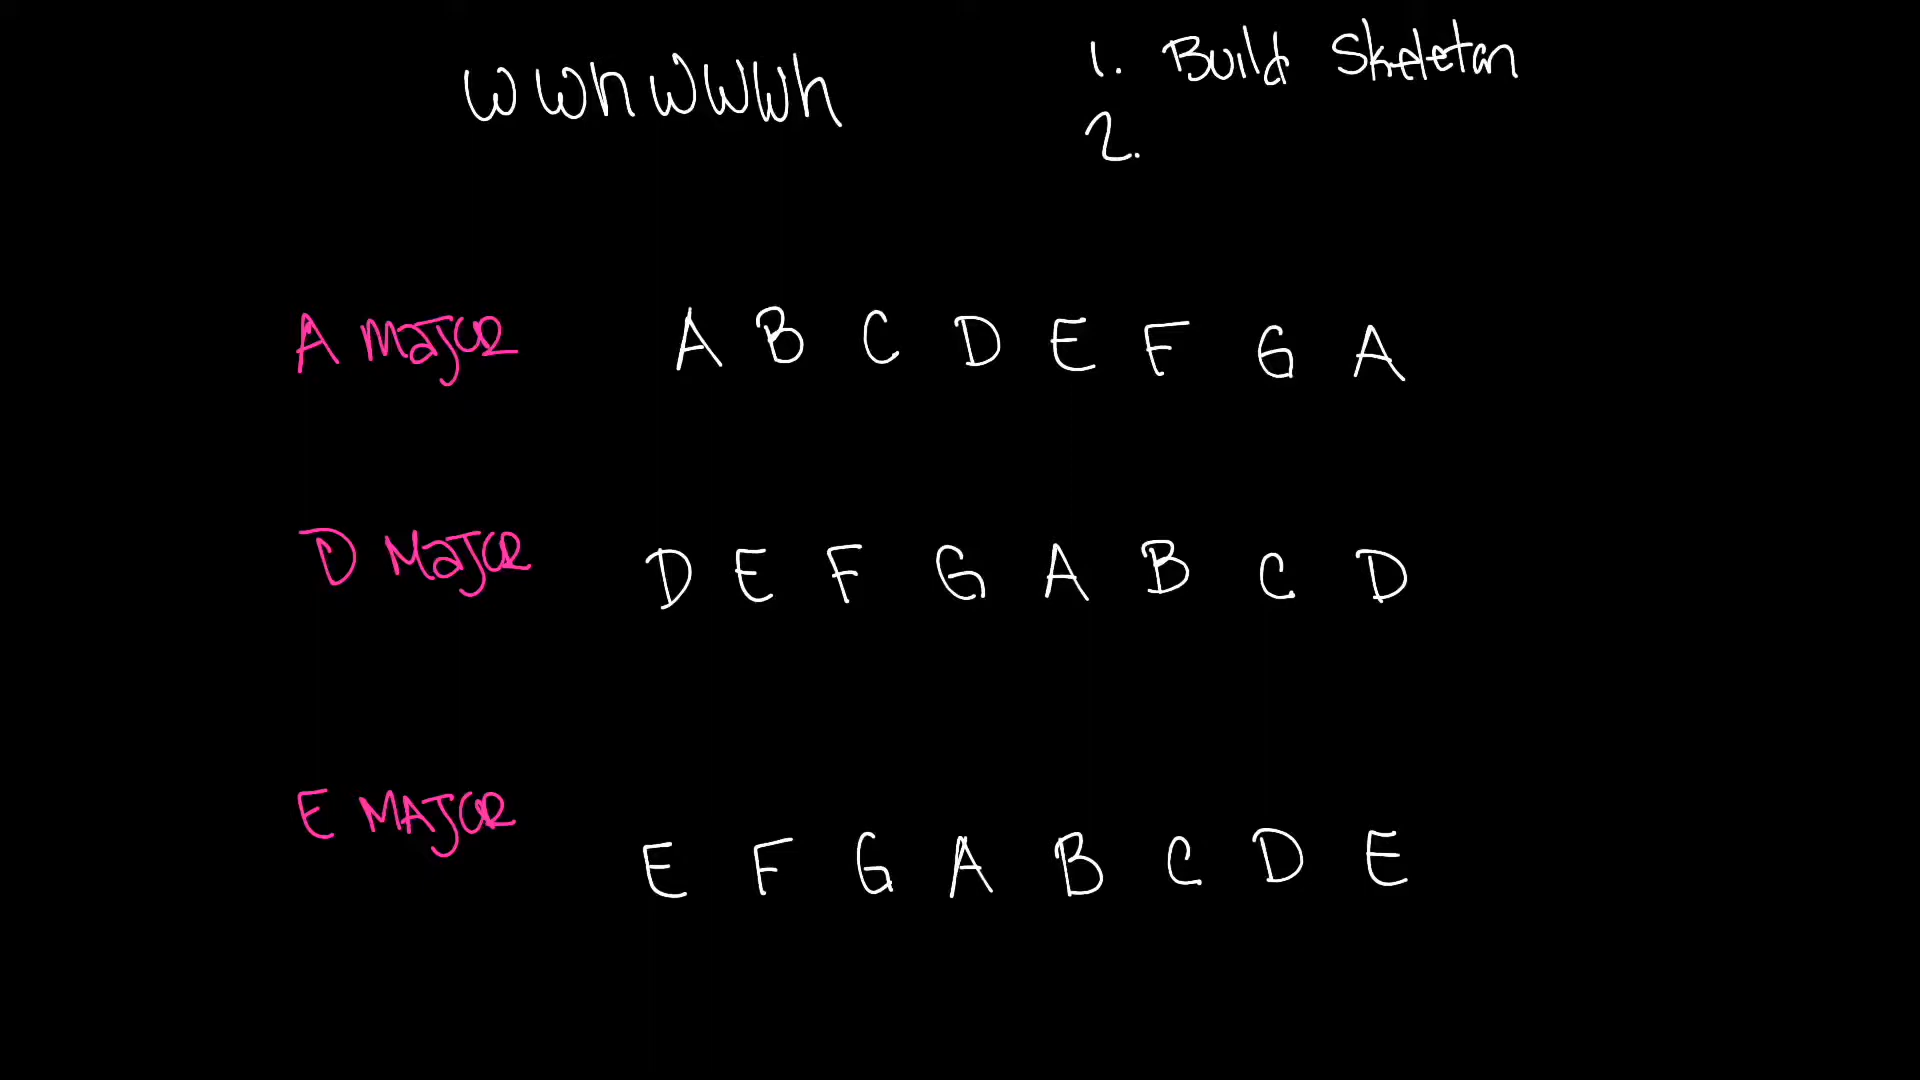 WWhWWWh
1. Build Skeleton
2.
A Major A B C D E F G A
D Major D E F G A B C D
E MAJOR E F G A B C D E